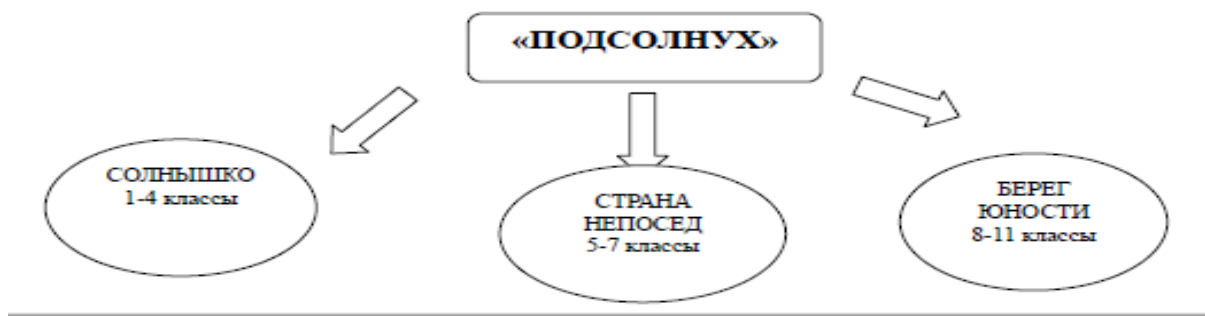 «ПОДСОЛНУХ»
СОЛНЫШКО
1-4 классы
СТРАНА
НЕПОСЕД
5-7 классы
БЕРЕГ
ЮНОСТИ
8-11 классы